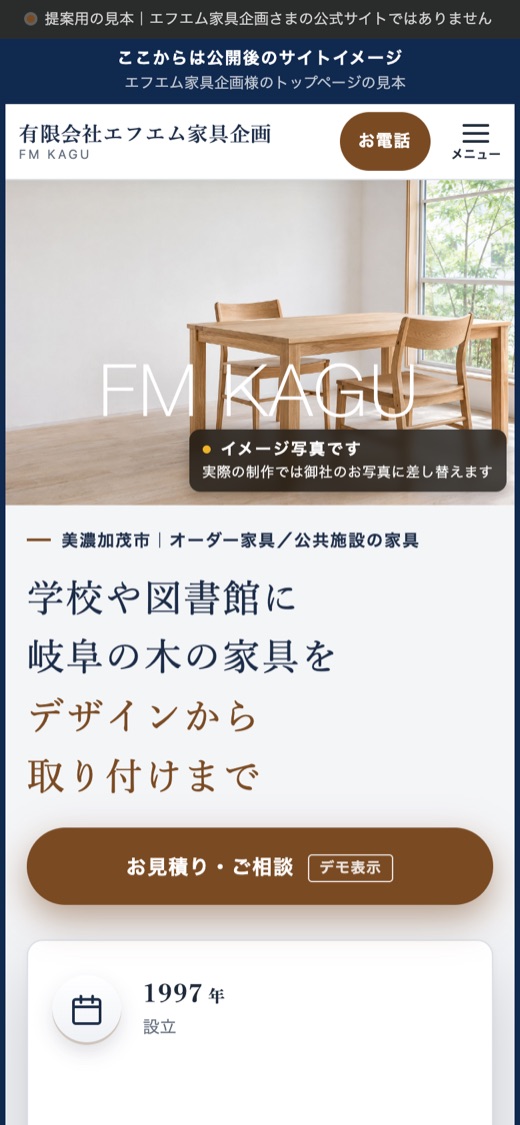 提案用の見本｜エフエム家具企画さまの公式サイトではありません
ここからは公開後のサイトイメージ
エフエム家具企画様のトップページの見本
有限会社エフエム家具企画
FM KAGU
お電話
メニュー
FM KAGU
イメージ写真です
実際の制作では御社のお写真に差し替えます
美濃加茂市｜オーダー家具／公共施設の家具
学校や図書館に
岐阜の木の家具を
デザインから
取り付けまで
お見積り・ご相談 デモ表示
1997年
設立